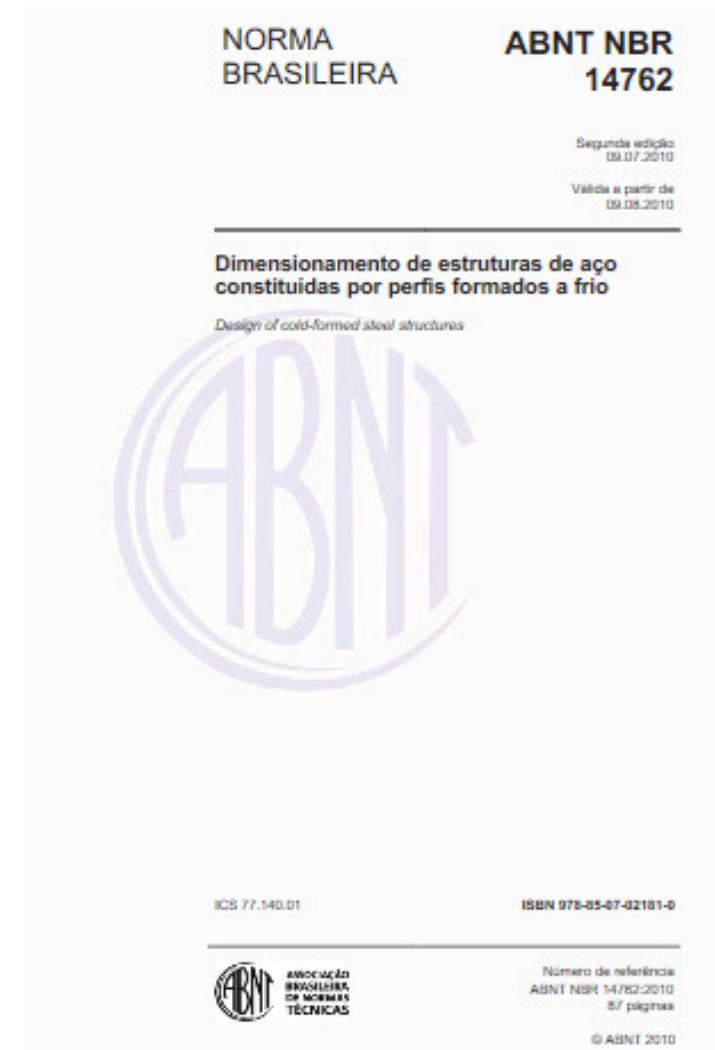 NORMA
BRASILEIRA
ABNT NBR
14762
Segunda edição
09.07.2010
Válida a partir de
09.08.2010
Dimensionamento de estruturas de aço
constituídas por perfis formados a frio
Design of cold-formed steel structures
ABNT
ICS 77.140.01
ISBN 978-85-07-02181-0
ABNT
ASSOCIAÇÃO
BRASILEIRA
DE NORMAS
TÉCNICAS
Número de referência
ABNT NBR 14762:2010
87 páginas
© ABNT 2010